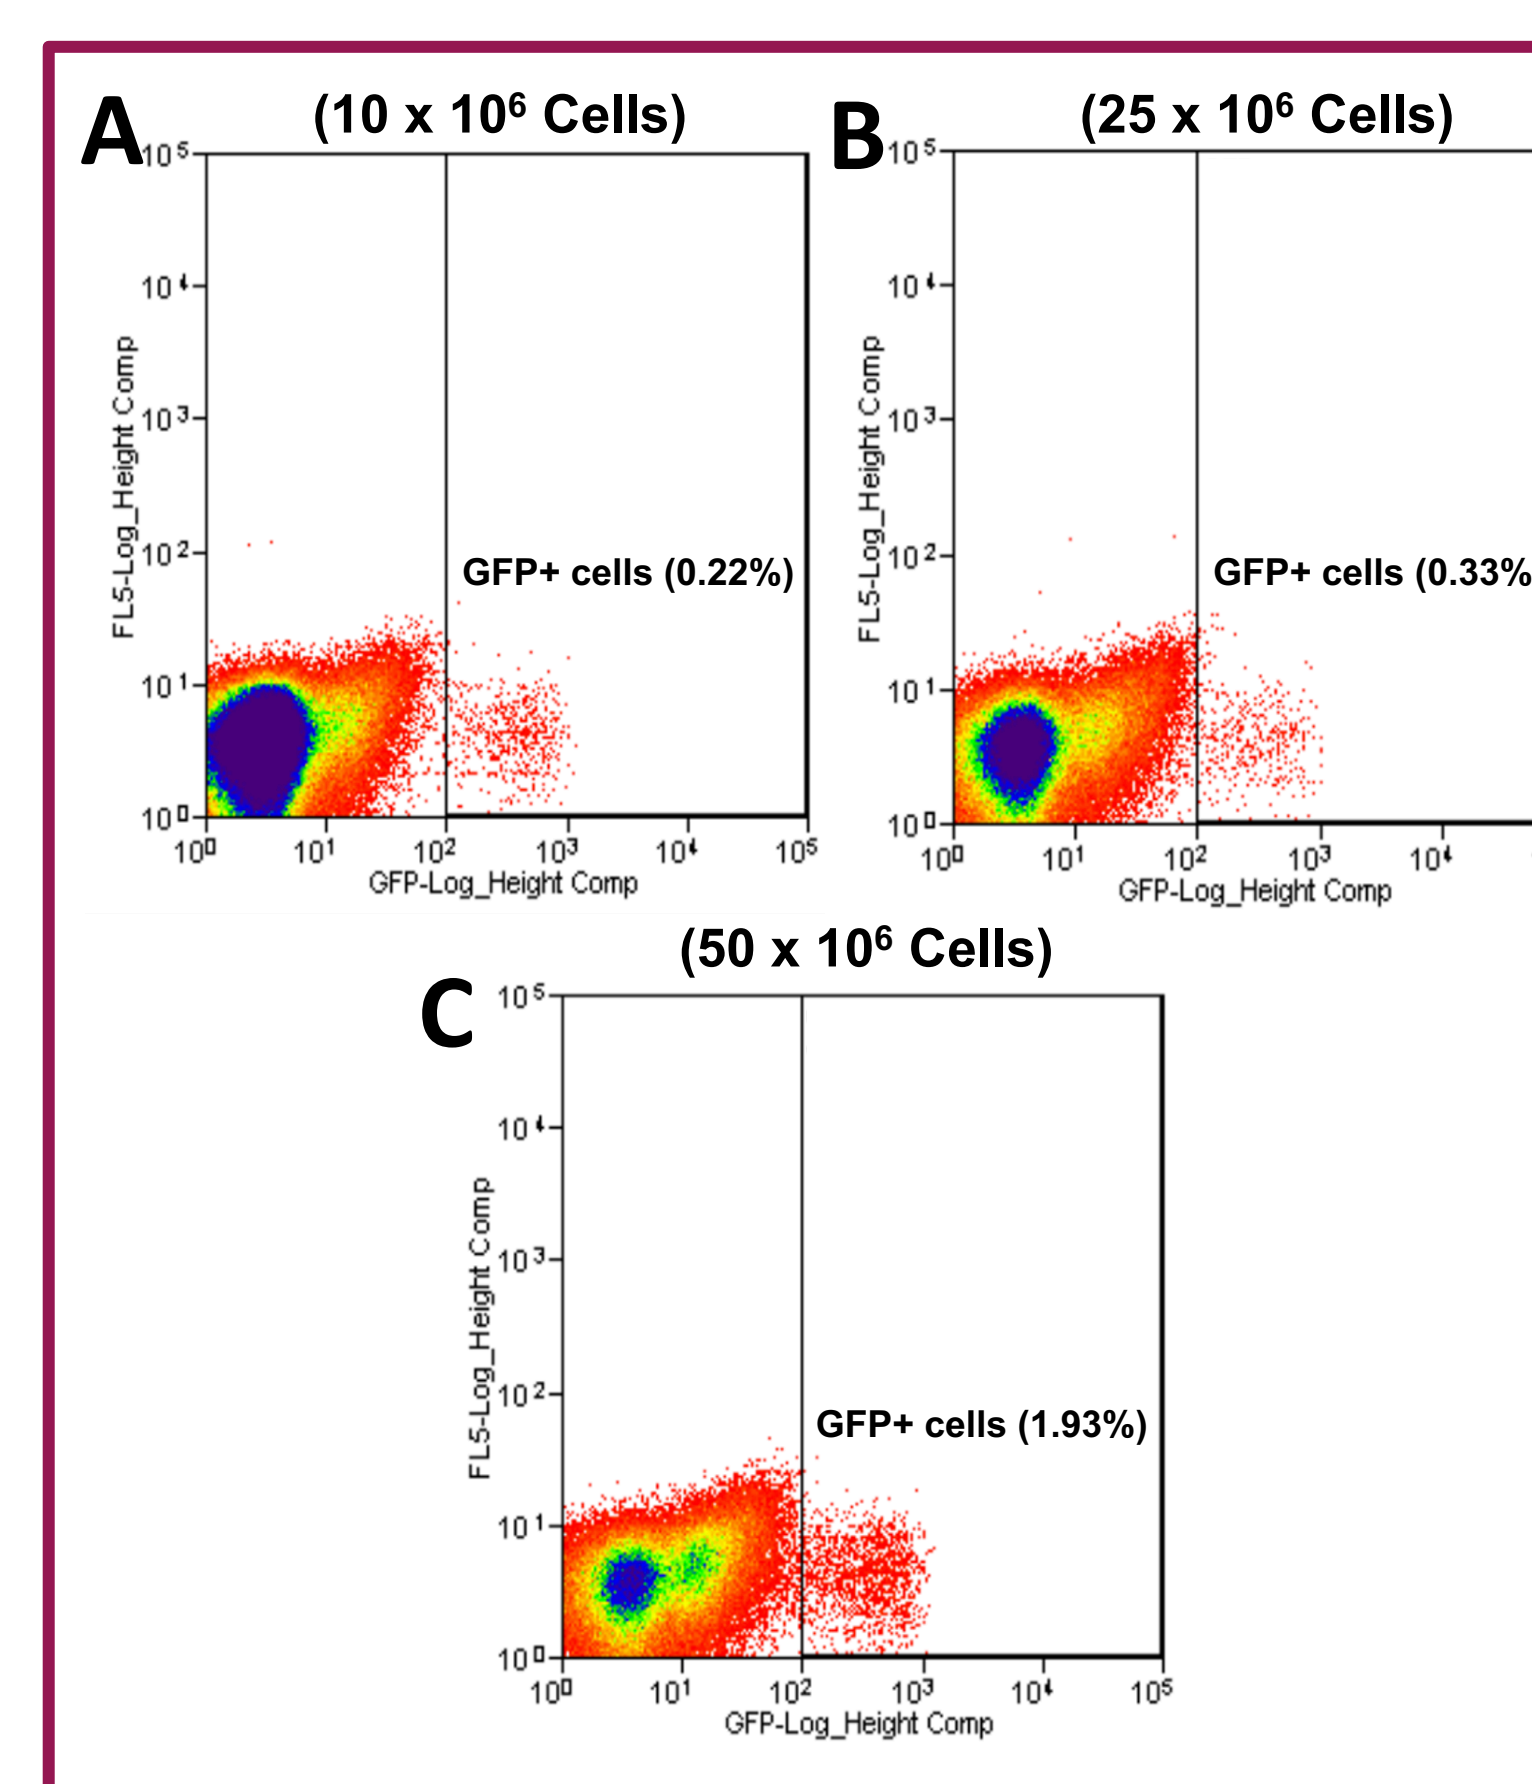 A
(10 x 10⁶ Cells)
10⁵
10⁴
10³
10²
10¹
10⁰
FL5-Log_Height Comp
GFP+ cells (0.22%)
10⁰ 10¹ 10² 10³ 10⁴ 10⁵
GFP-Log_Height Comp
B
(25 x 10⁶ Cells)
10⁵
10⁴
10³
10²
10¹
10⁰
FL5-Log_Height Comp
GFP+ cells (0.33%
10⁰ 10¹ 10² 10³ 10⁴
GFP-Log_Height Comp
C
(50 x 10⁶ Cells)
10⁵
10⁴
10³
10²
10¹
10⁰
FL5-Log_Height Comp
GFP+ cells (1.93%)
10⁰ 10¹ 10² 10³ 10⁴ 10⁵
GFP-Log_Height Comp